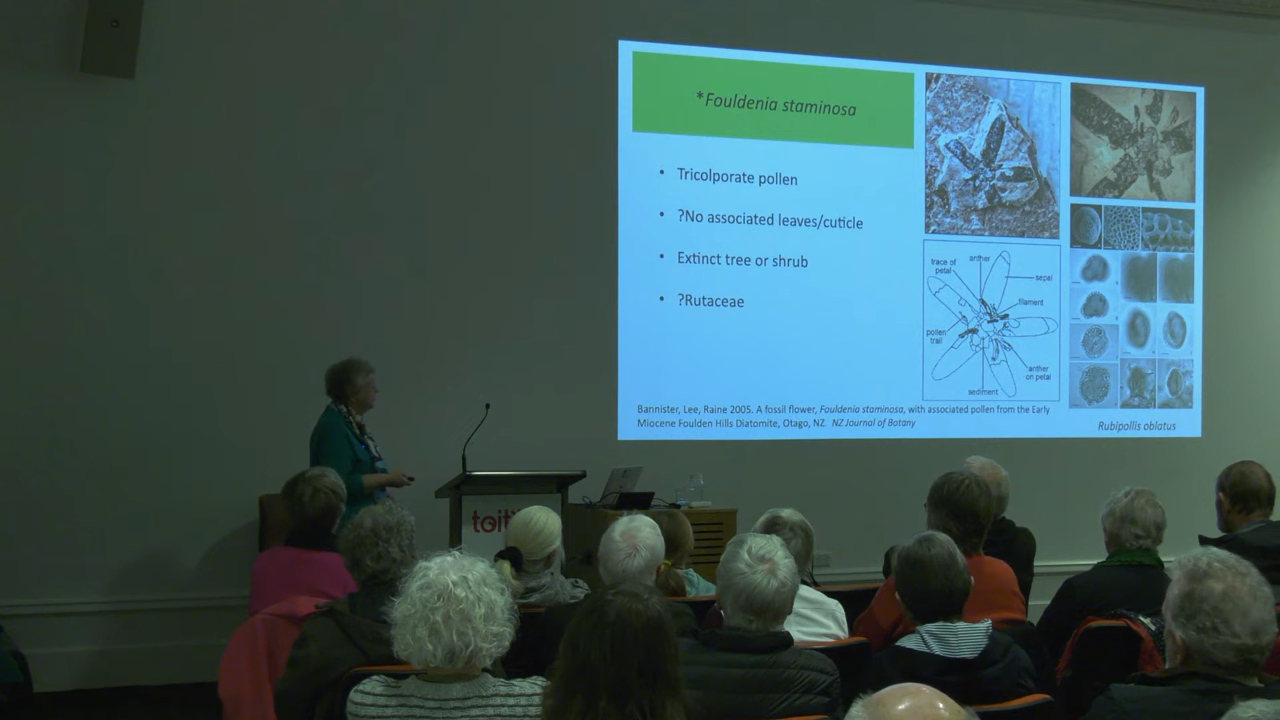 *Fouldenia staminosa
• Tricolporate pollen
• ?No associated leaves/cuticle
• Extinct tree or shrub
• ?Rutaceae
trace of
petal
anther
sepal
filament
pollen
trail
anther
on petal
sediment
Bannister, Lee, Raine 2005. A fossil flower, Fouldenia staminosa, with associated pollen from the Early
Miocene Foulden Hills Diatomite, Otago, NZ. NZ Journal of Botany
Rubipollis oblatus
toit